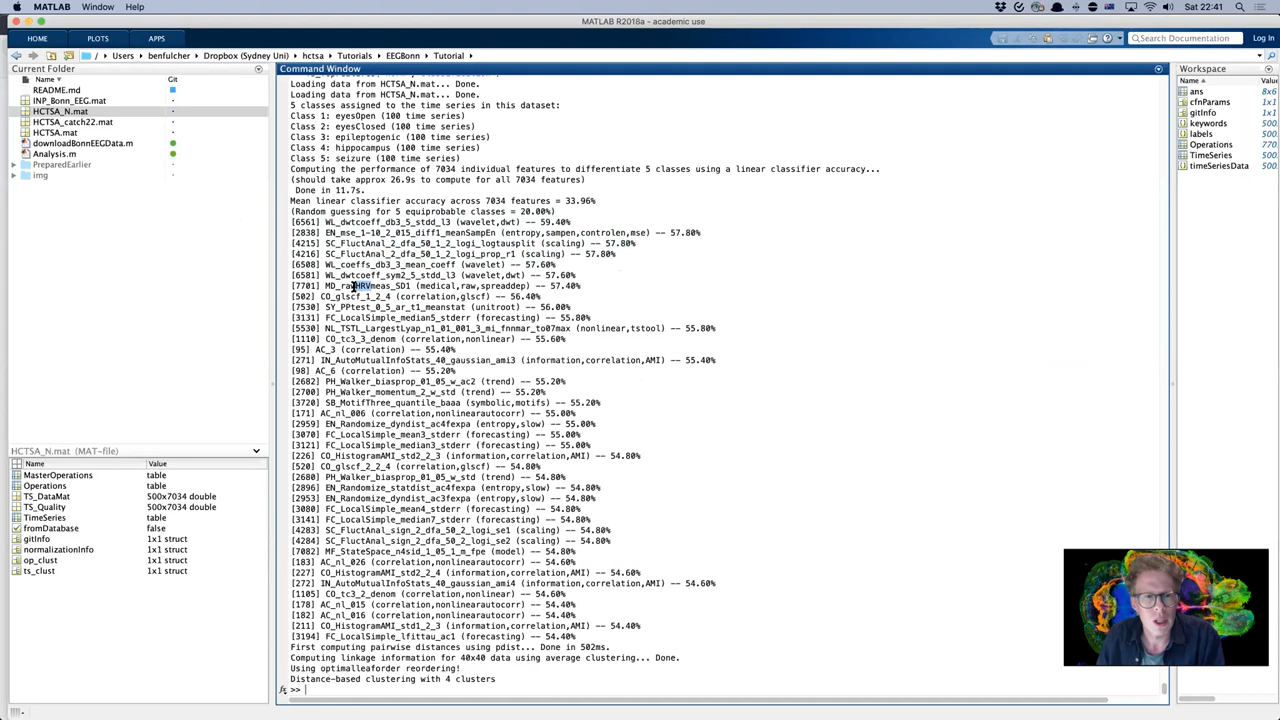 MATLAB Window Help
Sat 22:41
MATLAB R2018a - academic use
HOME PLOTS APPS
Search Documentation
Log In
/ Users benfulcher Dropbox (Sydney Uni) hctsa Tutorials EEGBonn Tutorial
Current Folder
Name Git
README.md
INP_Bonn_EEG.mat
HCTSA_N.mat
HCTSA_catch22.mat
HCTSA.mat
downloadBonnEEGData.m
Analysis.m
PreparedEarlier
img
HCTSA_N.mat (MAT-file)
Name Value
MasterOperations table
Operations table
TS_DataMat 500x7034 double
TS_Quality 500x7034 double
TimeSeries table
fromDatabase false
gitInfo 1x1 struct
normalizationInfo 1x1 struct
op_clust 1x1 struct
ts_clust 1x1 struct
Command Window
Loading data from HCTSA_N.mat... Done.
Loading data from HCTSA_N.mat... Done.
5 classes assigned to the time series in this dataset:
Class 1: eyesOpen (100 time series)
Class 2: eyesClosed (100 time series)
Class 3: epileptogenic (100 time series)
Class 4: hippocampus (100 time series)
Class 5: seizure (100 time series)
Computing the performance of 7034 individual features to differentiate 5 classes using a linear classifier accuracy...
(should take approx 26.9s to compute for all 7034 features)
Done in 11.7s.
Mean linear classifier accuracy across 7034 features = 33.96%
(Random guessing for 5 equiprobable classes = 20.00%)
[6561] WL_dwtcoeff_db3_5_stdd_l3 (wavelet,dwt) -- 59.40%
[2838] EN_mse_1-10_2_015_diff1_meanSampEn (entropy,sampen,controlen,mse) -- 57.80%
[4215] SC_FluctAnal_2_dfa_50_1_2_logi_logtausplit (scaling) -- 57.80%
[4216] SC_FluctAnal_2_dfa_50_1_2_logi_prop_r1 (scaling) -- 57.80%
[6508] WL_coeffs_db3_3_mean_coeff (wavelet) -- 57.60%
[6581] WL_dwtcoeff_sym2_5_stdd_l3 (wavelet,dwt) -- 57.60%
[7701] MD_rawHRVmeas_SD1 (medical,raw,spreaddep) -- 57.40%
[502] CO_glscf_1_2_4 (correlation,glscf) -- 56.40%
[7530] SY_PPtest_0_5_ar_t1_meanstat (unitroot) -- 56.00%
[3131] FC_LocalSimple_median5_stderr (forecasting) -- 55.80%
[5530] NL_TSTL_LargestLyap_n1_01_001_3_mi_fnnmar_to07max (nonlinear,tstool) -- 55.80%
[1110] CO_tc3_3_denom (correlation,nonlinear) -- 55.60%
[95] AC_3 (correlation) -- 55.40%
[271] IN_AutoMutualInfoStats_40_gaussian_ami3 (information,correlation,AMI) -- 55.40%
[98] AC_6 (correlation) -- 55.20%
[2682] PH_Walker_biasprop_01_05_w_ac2 (trend) -- 55.20%
[2700] PH_Walker_momentum_2_w_std (trend) -- 55.20%
[3720] SB_MotifThree_quantile_baaa (symbolic,motifs) -- 55.20%
[171] AC_nl_006 (correlation,nonlinearautocorr) -- 55.00%
[2959] EN_Randomize_dyndist_ac4fexpa (entropy,slow) -- 55.00%
[3070] FC_LocalSimple_mean3_stderr (forecasting) -- 55.00%
[3121] FC_LocalSimple_median3_stderr (forecasting) -- 55.00%
[226] CO_HistogramAMI_std2_2_3 (information,correlation,AMI) -- 54.80%
[520] CO_glscf_2_2_4 (correlation,glscf) -- 54.80%
[2680] PH_Walker_biasprop_01_05_w_std (trend) -- 54.80%
[2896] EN_Randomize_statdist_ac4fexpa (entropy,slow) -- 54.80%
[2953] EN_Randomize_dyndist_ac3fexpa (entropy,slow) -- 54.80%
[3080] FC_LocalSimple_mean4_stderr (forecasting) -- 54.80%
[3141] FC_LocalSimple_median7_stderr (forecasting) -- 54.80%
[4283] SC_FluctAnal_sign_2_dfa_50_2_logi_se1 (scaling) -- 54.80%
[4284] SC_FluctAnal_sign_2_dfa_50_2_logi_se2 (scaling) -- 54.80%
[7082] MF_StateSpace_n4sid_1_05_1_m_fpe (model) -- 54.80%
[183] AC_nl_026 (correlation,nonlinearautocorr) -- 54.60%
[227] CO_HistogramAMI_std2_2_4 (information,correlation,AMI) -- 54.60%
[272] IN_AutoMutualInfoStats_40_gaussian_ami4 (information,correlation,AMI) -- 54.60%
[1105] CO_tc3_2_denom (correlation,nonlinear) -- 54.60%
[178] AC_nl_015 (correlation,nonlinearautocorr) -- 54.40%
[182] AC_nl_016 (correlation,nonlinearautocorr) -- 54.40%
[211] CO_HistogramAMI_std1_2_3 (information,correlation,AMI) -- 54.40%
[3194] FC_LocalSimple_lfittau_ac1 (forecasting) -- 54.40%
First computing pairwise distances using pdist... Done in 502ms.
Computing linkage information for 40x40 data using average clustering... Done.
Using optimalleaforder reordering!
Distance-based clustering with 4 clusters
fx >>
Workspace
Name Value
ans 8x6
cfnParams 1x1
gitInfo 1x1
keywords 500.
labels 500.
Operations 7034
TimeSeries 500.
timeSeriesData 500.